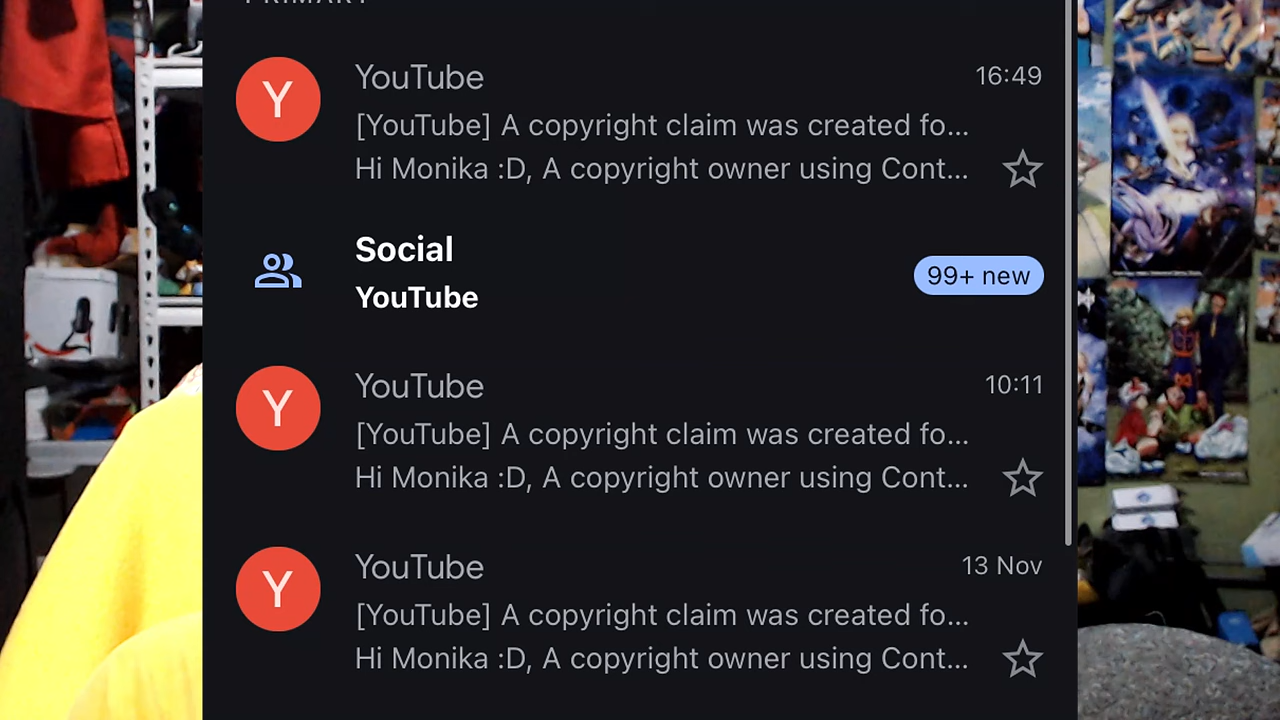 PRIMARY
Y
YouTube
16:49
[YouTube] A copyright claim was created fo...
Hi Monika :D, A copyright owner using Cont...
Social
YouTube
99+ new
Y
YouTube
10:11
[YouTube] A copyright claim was created fo...
Hi Monika :D, A copyright owner using Cont...
Y
YouTube
13 Nov
[YouTube] A copyright claim was created fo...
Hi Monika :D, A copyright owner using Cont...